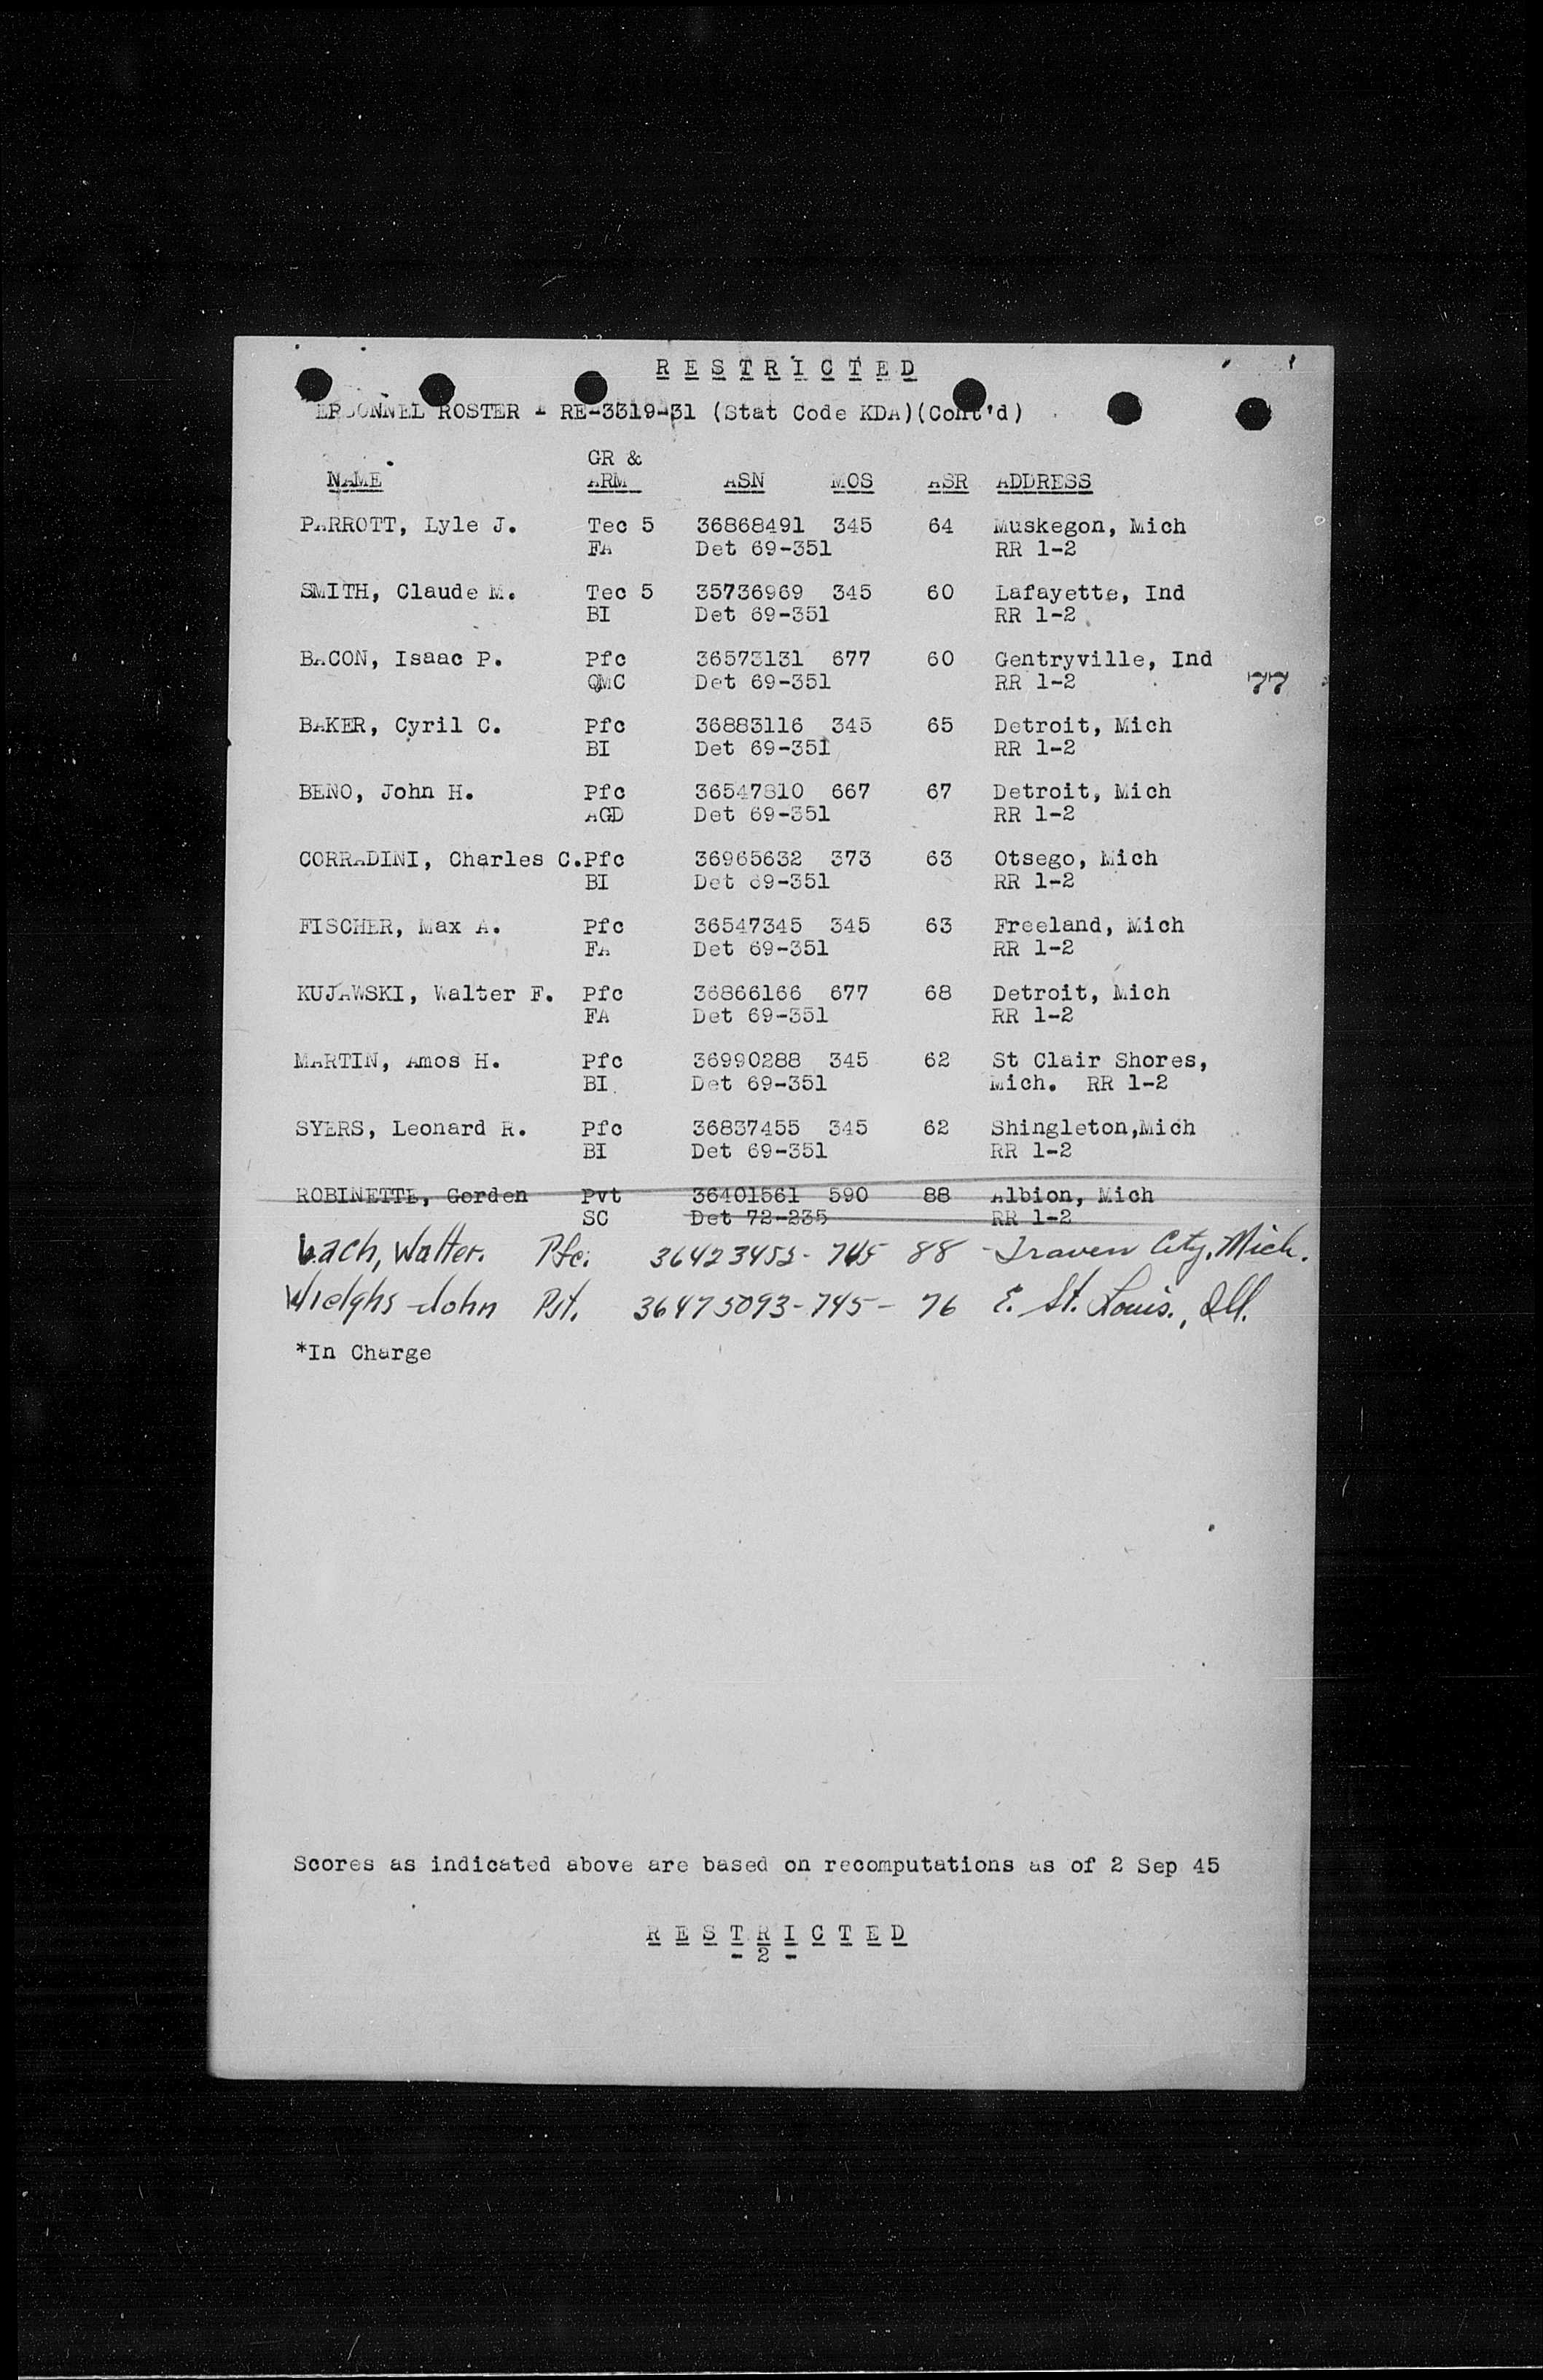 R E S T R I C T E D
ERSONNEL ROSTER - RE-3319-31 (Stat Code KDA)(Cont'd)
GR &
NAME ARM ASN MOS ASR ADDRESS
PARROTT, Lyle J. Tec 5 36868491 345 64 Muskegon, Mich
FA Det 69-351 RR 1-2
SMITH, Claude M. Tec 5 35736969 345 60 Lafayette, Ind
BI Det 69-351 RR 1-2
BACON, Isaac P. Pfc 36573131 677 60 Gentryville, Ind
QMC Det 69-351 RR 1-2 77
BAKER, Cyril C. Pfc 36883116 345 65 Detroit, Mich
BI Det 69-351 RR 1-2
BENO, John H. Pfc 36547810 667 67 Detroit, Mich
AGD Det 69-351 RR 1-2
CORRADINI, Charles C. Pfc 36965632 373 63 Otsego, Mich
BI Det 69-351 RR 1-2
FISCHER, Max A. Pfc 36547345 345 63 Freeland, Mich
FA Det 69-351 RR 1-2
KUJAWSKI, Walter F. Pfc 36866166 677 68 Detroit, Mich
FA Det 69-351 RR 1-2
MARTIN, Amos H. Pfc 36990288 345 62 St Clair Shores,
BI Det 69-351 Mich. RR 1-2
SYERS, Leonard R. Pfc 36837455 345 62 Shingleton,Mich
BI Det 69-351 RR 1-2
ROBINETTE, Gorden Pvt 36401561 590 88 Albion, Mich
SC Det 72-235 RR 1-2
Walter. Pfc. 745 88 - Traven City, Mich.
John Pvt. 36475093-745- 76 E. St. Louis., Ill.
*In Charge
Scores as indicated above are based on recomputations as of 2 Sep 45
R E S T R I C T E D
- 2 -